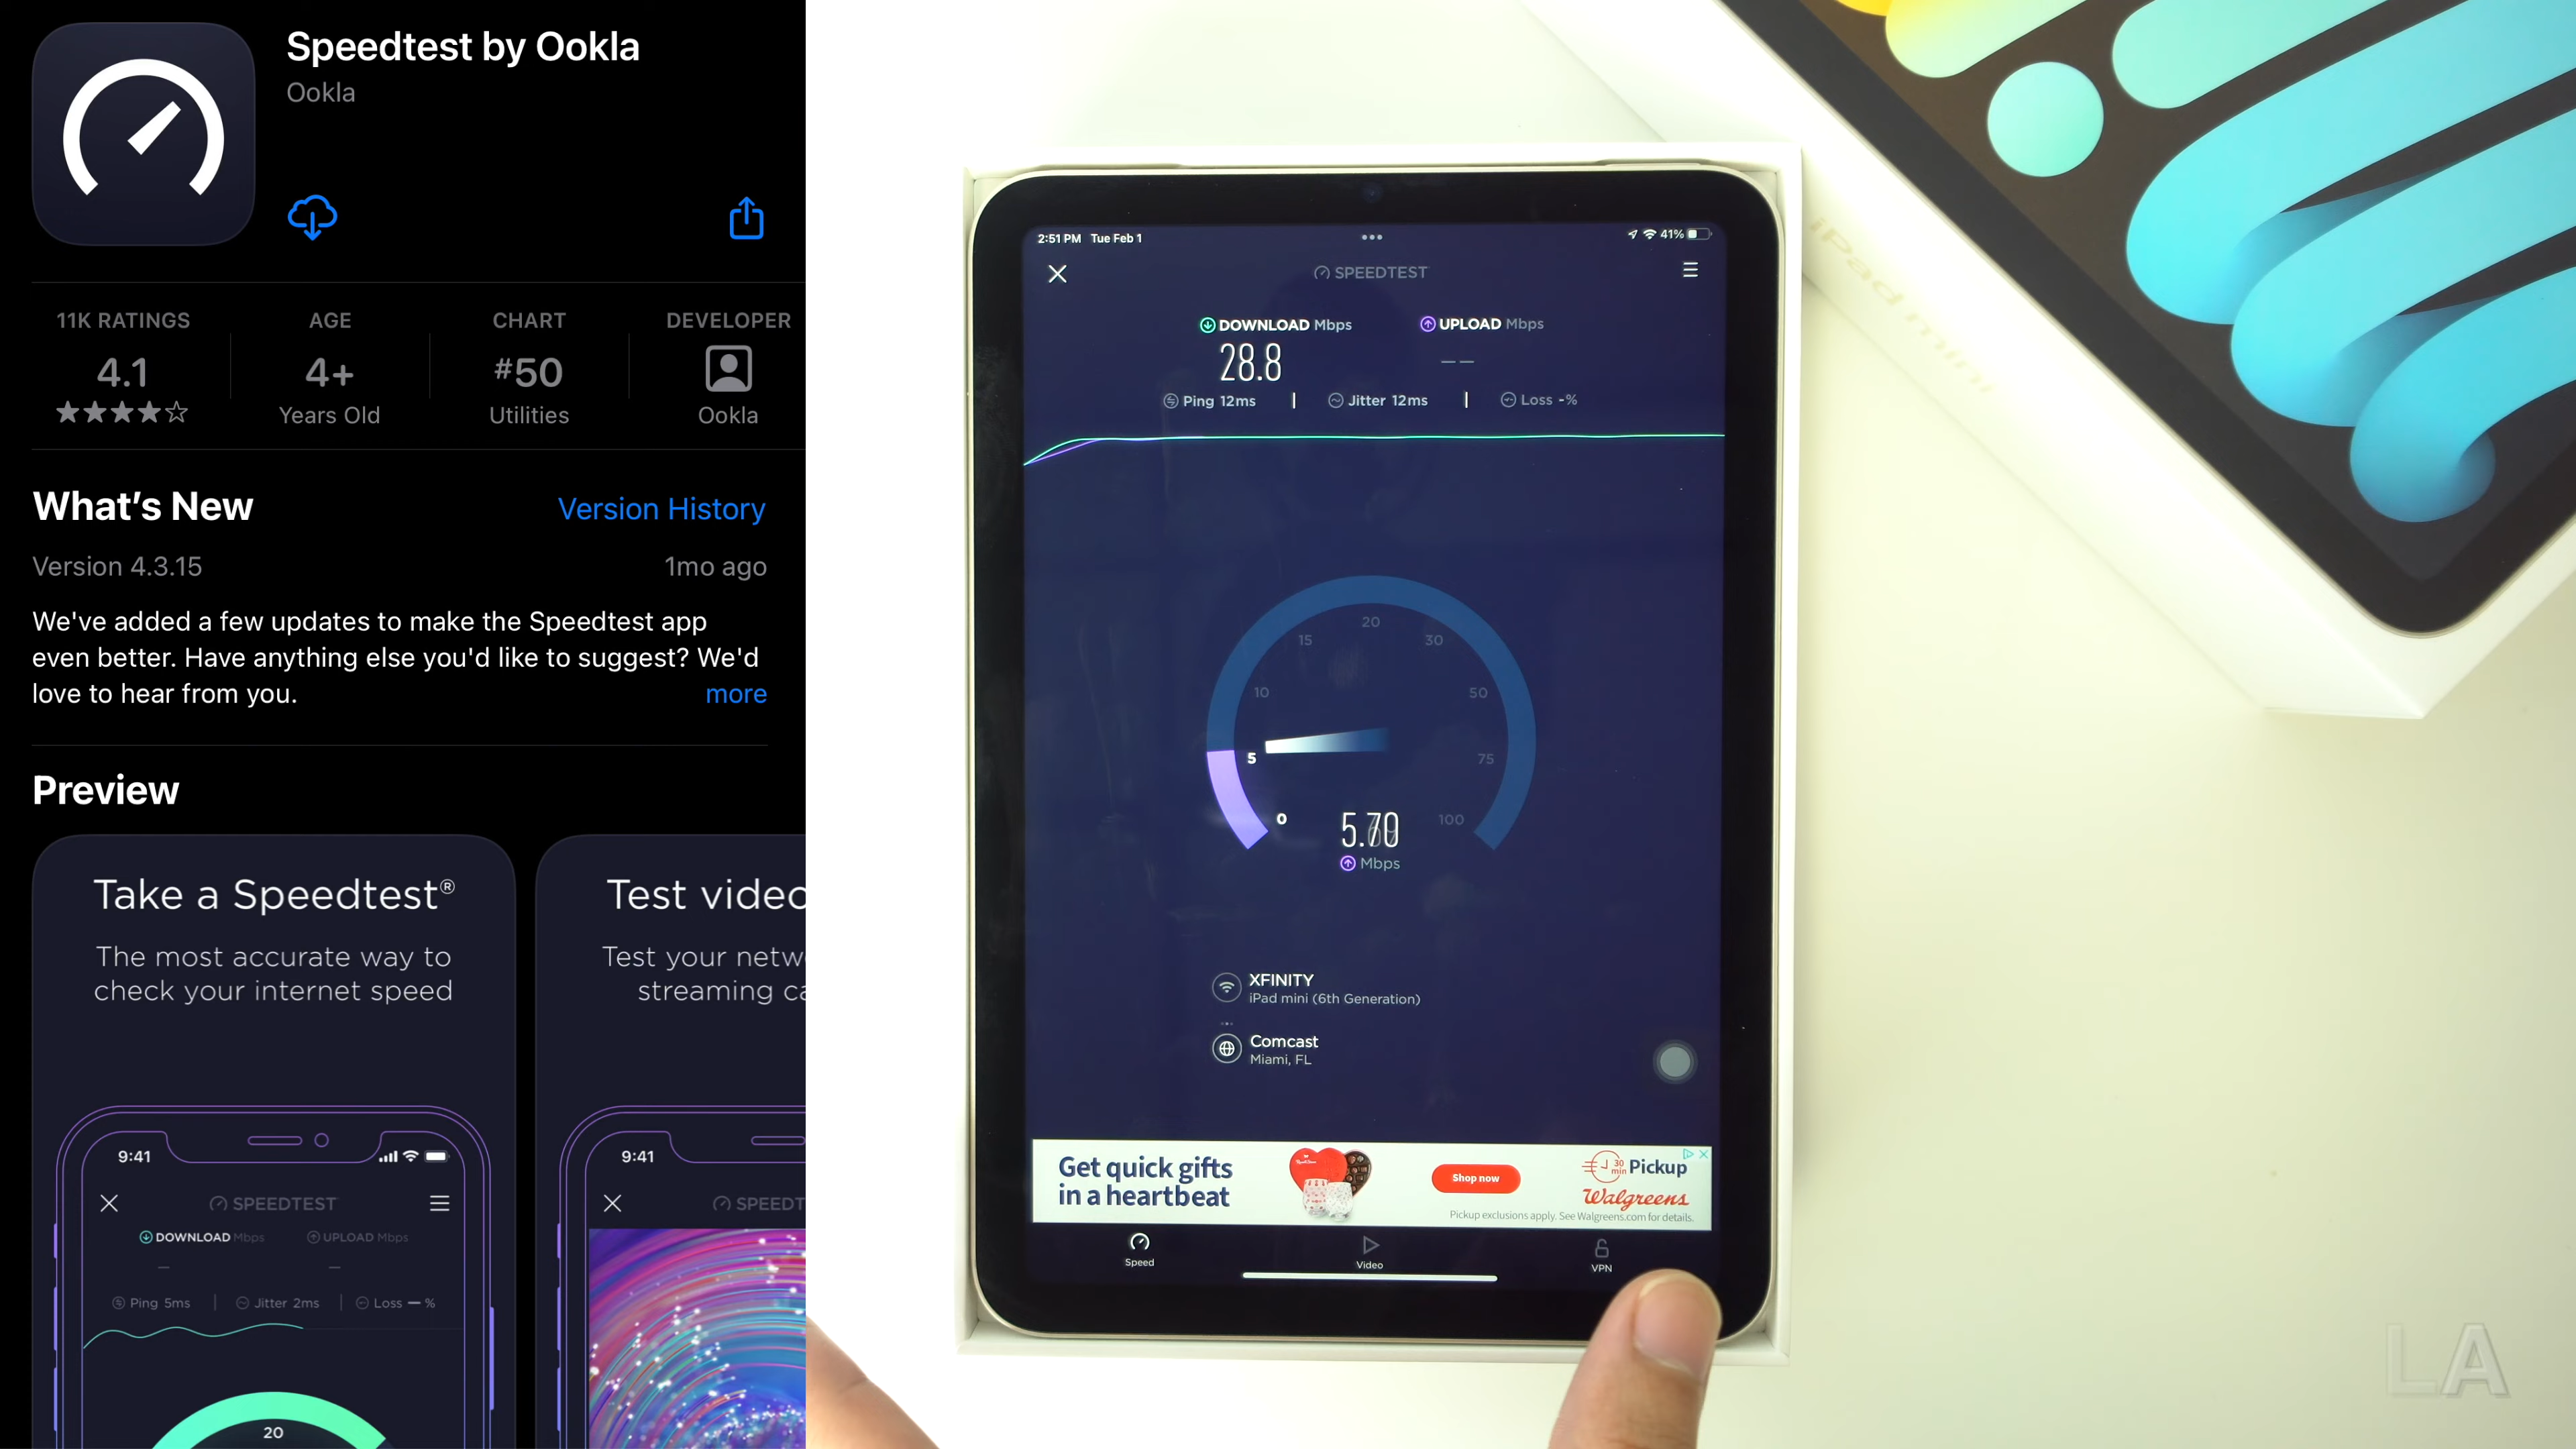 Speedtest by Ookla
Ookla
11K RATINGS
4.1
AGE
4+
Years Old
CHART
#50
Utilities
DEVELOPER
Ookla
What's New
Version History
Version 4.3.15
1mo ago
We've added a few updates to make the Speedtest app
even better. Have anything else you'd like to suggest? We'd
love to hear from you.
more
Preview
Take a Speedtest®
The most accurate way to
check your internet speed
9:41
SPEEDTEST
DOWNLOAD Mbps
UPLOAD Mbps
— —
Ping 5ms
Jitter 2ms
Loss — %
20
Test video
Test your netw
streaming ca
9:41
SPEEDT
2:51 PM Tue Feb 1
41%
SPEEDTEST
DOWNLOAD Mbps
28.8
UPLOAD Mbps
— —
Ping 12ms
Jitter 12ms
Loss -%
0
5
10
15
20
30
50
75
100
5.70
Mbps
XFINITY
iPad mini (6th Generation)
Comcast
Miami, FL
Get quick gifts
in a heartbeat
Shop now
30 min Pickup
Walgreens
Pickup exclusions apply. See Walgreens.com for details.
Speed
Video
VPN
iPad mini
LA